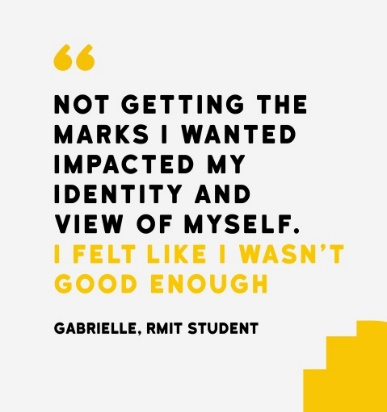 “
NOT GETTING THE
MARKS I WANTED
IMPACTED MY
IDENTITY AND
VIEW OF MYSELF.
I FELT LIKE I WASN’T
GOOD ENOUGH
GABRIELLE, RMIT STUDENT